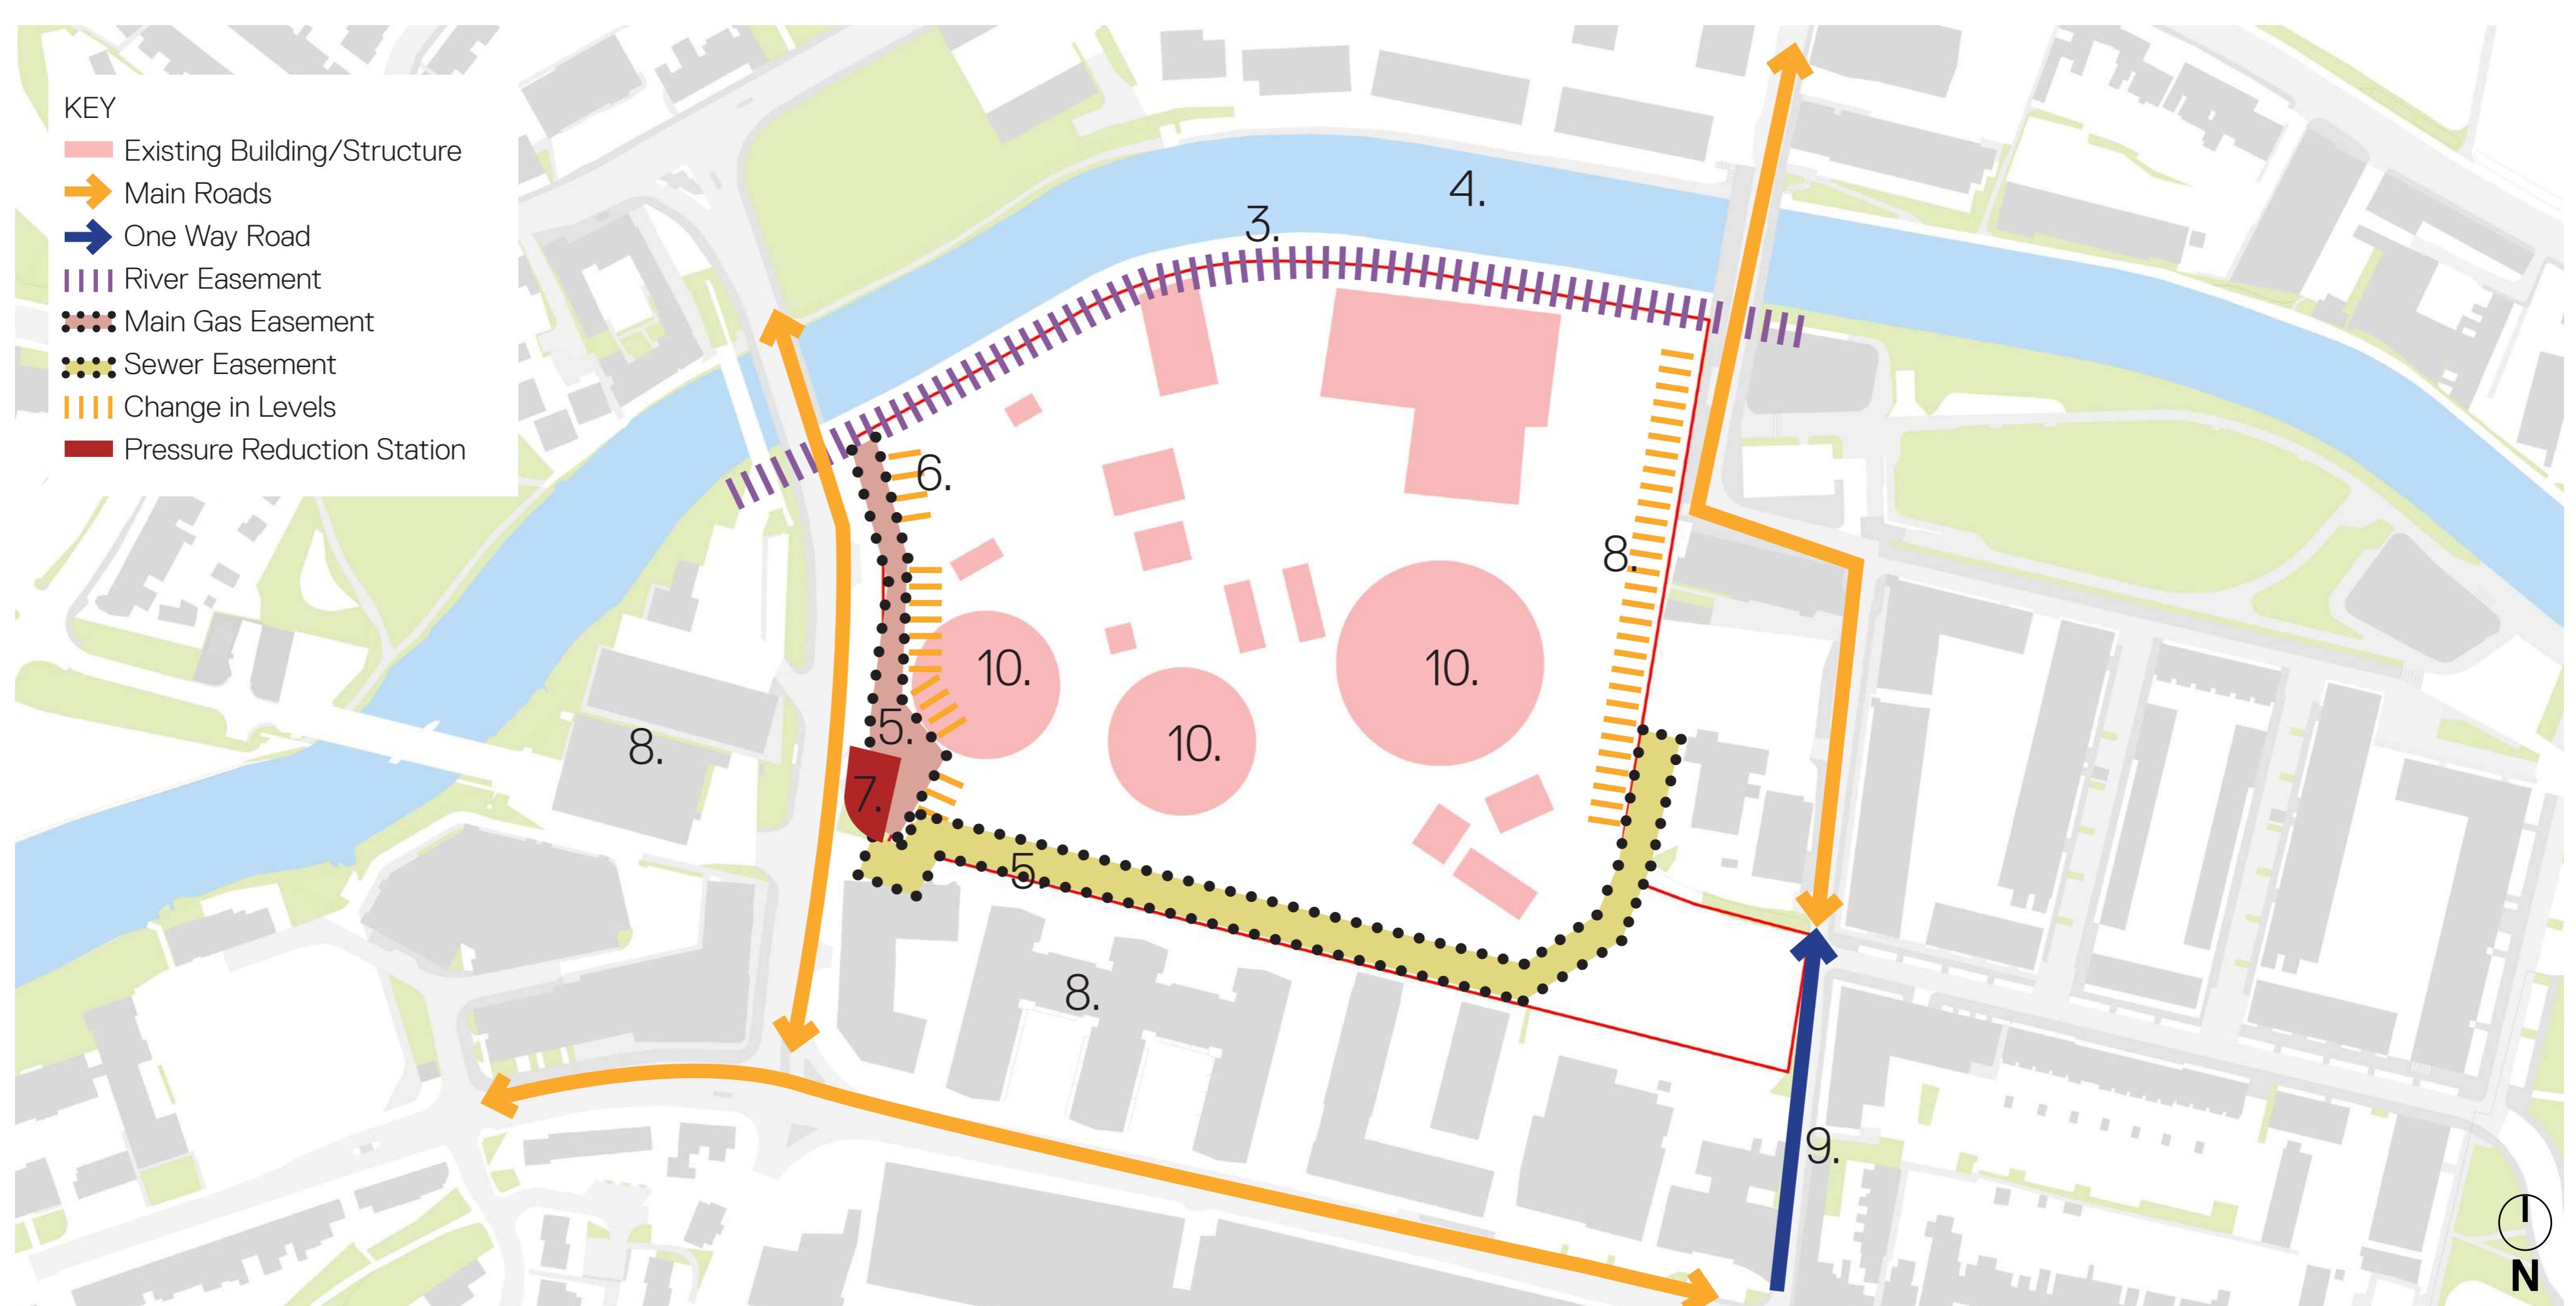 KEY
Existing Building/Structure
Main Roads
One Way Road
River Easement
Main Gas Easement
Sewer Easement
Change in Levels
Pressure Reduction Station
4.
3.
6.
8.
10.
10.
10.
5.
8.
7.
5.
8.
9.
N